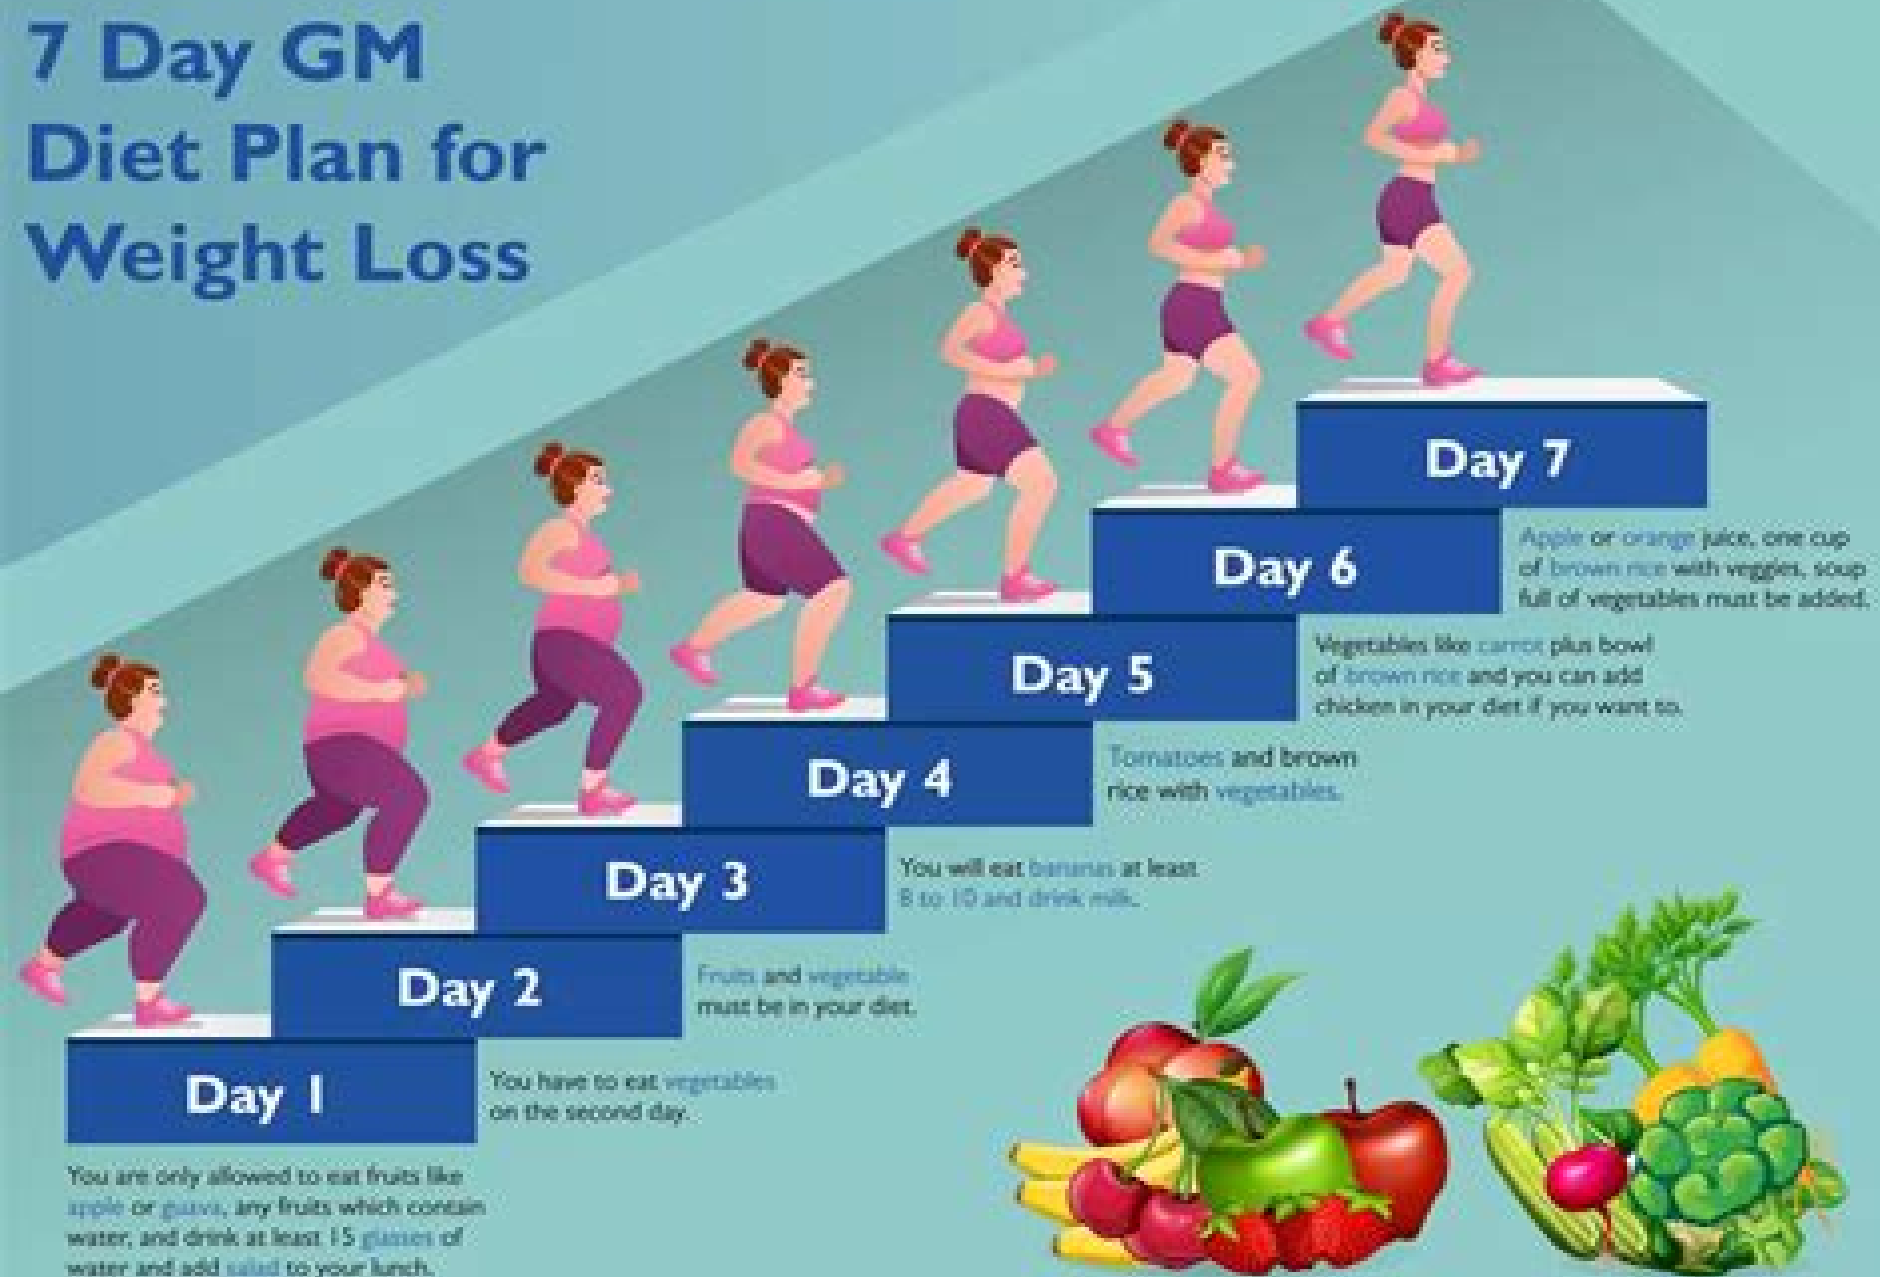 7 Day GM
Diet Plan for
Weight Loss
Day 1
You are only allowed to eat fruits like
apple or guava, any fruits which contain
water, and drink at least 15 glasses of
water and add salad to your lunch.
Day 2
You have to eat vegetables
on the second day.
Day 3
Fruits and vegetable
must be in your diet.
Day 4
You will eat bananas at least
8 to 10 and drink milk.
Day 5
Tomatoes and brown
rice with vegetables.
Day 6
Vegetables like carrot plus bowl
of brown rice and you can add
chicken in your diet if you want to.
Day 7
Apple or orange juice, one cup
of brown rice with veggies, soup
full of vegetables must be added.